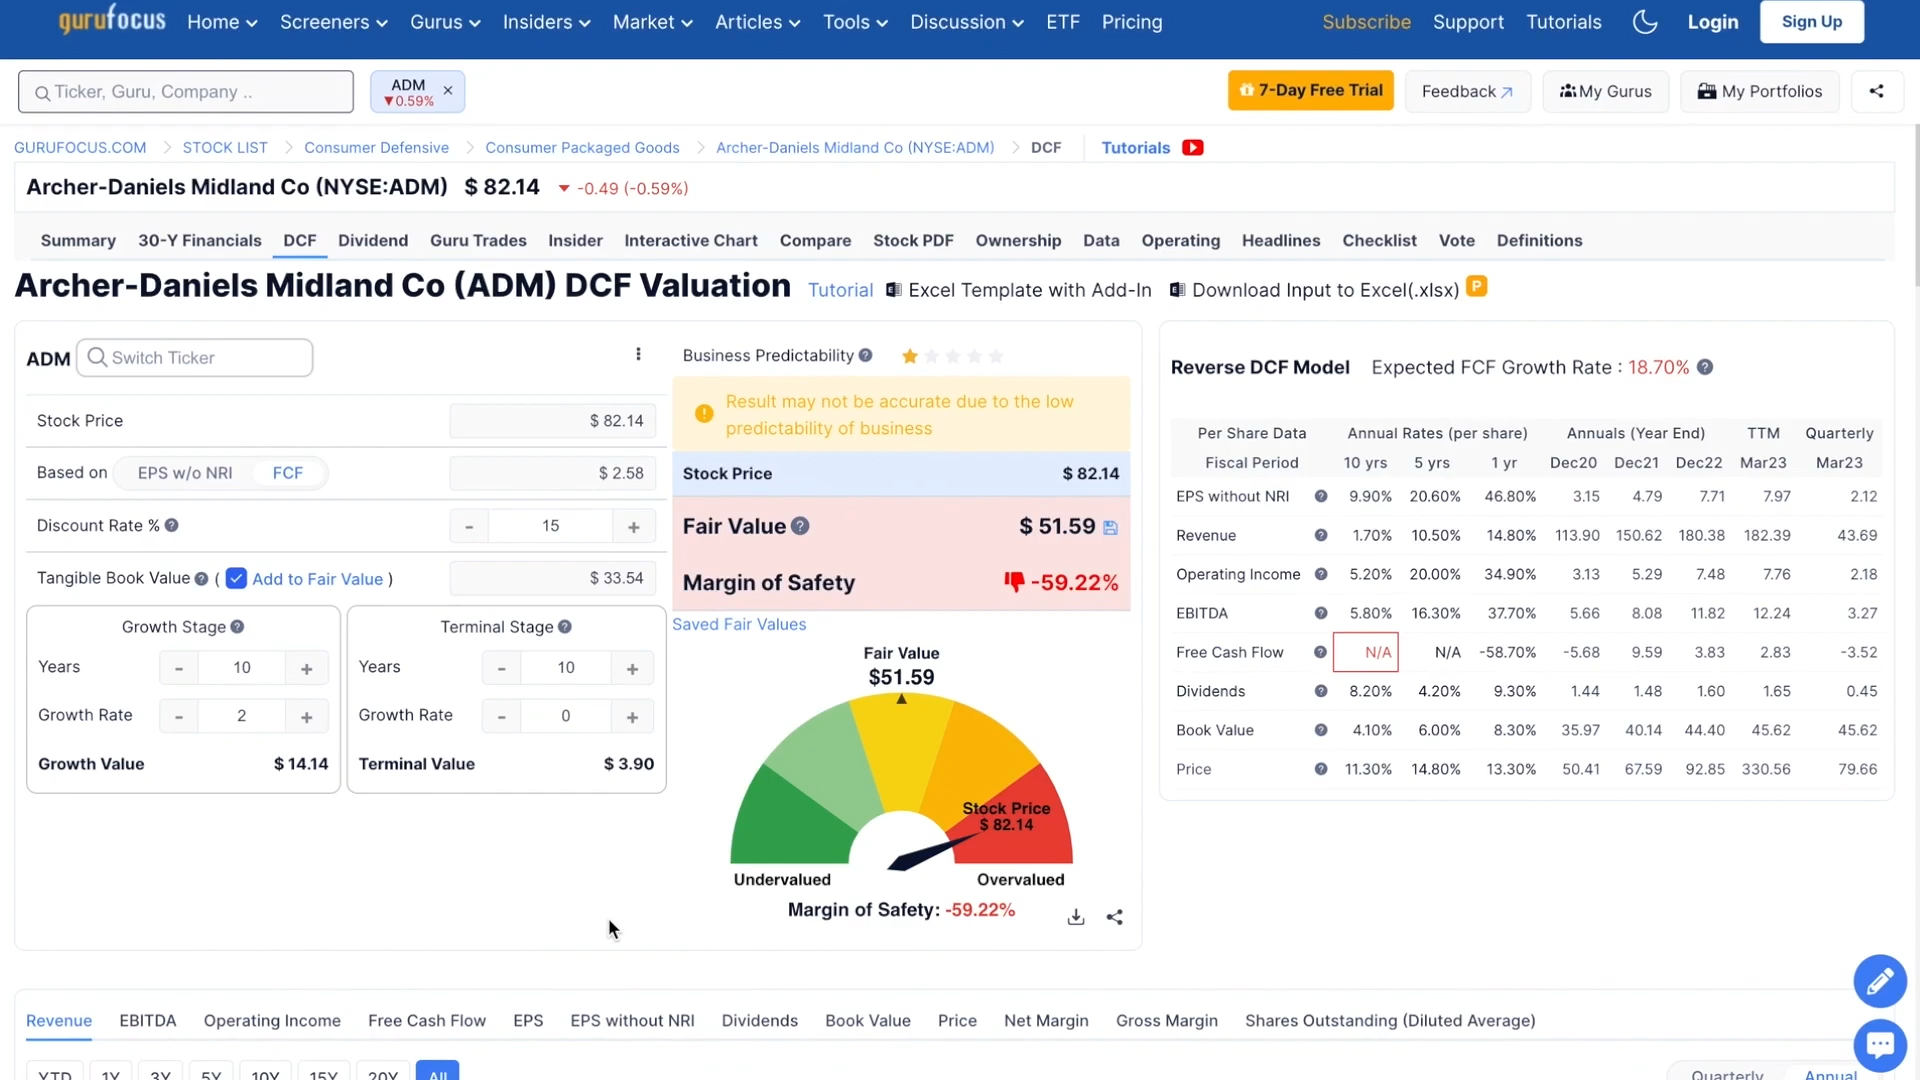 gurufocus Home Screeners Gurus Insiders Market Articles Tools Discussion ETF Pricing Subscribe Support Tutorials Login Sign Up
Ticker, Guru, Company .. ADM ▼0.59% × 7-Day Free Trial Feedback My Gurus My Portfolios
GURUFOCUS.COM STOCK LIST Consumer Defensive Consumer Packaged Goods Archer-Daniels Midland Co (NYSE:ADM) DCF Tutorials
Archer-Daniels Midland Co (NYSE:ADM) $ 82.14 -0.49 (-0.59%)
Summary 30-Y Financials DCF Dividend Guru Trades Insider Interactive Chart Compare Stock PDF Ownership Data Operating Headlines Checklist Vote Definitions
Archer-Daniels Midland Co (ADM) DCF Valuation Tutorial Excel Template with Add-In Download Input to Excel(.xlsx) P
ADM Switch Ticker
Stock Price $ 82.14
Based on EPS w/o NRI FCF $ 2.58
Discount Rate % - 15 +
Tangible Book Value ( Add to Fair Value ) $ 33.54
Growth Stage
Years - 10 +
Growth Rate - 2 +
Growth Value $ 14.14
Terminal Stage
Years - 10 +
Growth Rate - 0 +
Terminal Value $ 3.90
Business Predictability
Result may not be accurate due to the low
predictability of business
Stock Price $ 82.14
Fair Value $ 51.59
Margin of Safety -59.22%
Saved Fair Values
Fair Value
$51.59
Stock Price
$ 82.14
Undervalued Overvalued
Margin of Safety: -59.22%
Reverse DCF Model Expected FCF Growth Rate : 18.70%
Per Share Data Annual Rates (per share) Annuals (Year End) TTM Quarterly
Fiscal Period 10 yrs 5 yrs 1 yr Dec20 Dec21 Dec22 Mar23 Mar23
EPS without NRI 9.90% 20.60% 46.80% 3.15 4.79 7.71 7.97 2.12
Revenue 1.70% 10.50% 14.80% 113.90 150.62 180.38 182.39 43.69
Operating Income 5.20% 20.00% 34.90% 3.13 5.29 7.48 7.76 2.18
EBITDA 5.80% 16.30% 37.70% 5.66 8.08 11.82 12.24 3.27
Free Cash Flow N/A N/A -58.70% -5.68 9.59 3.83 2.83 -3.52
Dividends 8.20% 4.20% 9.30% 1.44 1.48 1.60 1.65 0.45
Book Value 4.10% 6.00% 8.30% 35.97 40.14 44.40 45.62 45.62
Price 11.30% 14.80% 13.30% 50.41 67.59 92.85 330.56 79.66
Revenue EBITDA Operating Income Free Cash Flow EPS EPS without NRI Dividends Book Value Price Net Margin Gross Margin Shares Outstanding (Diluted Average)
YTD 1Y 3Y 5Y 10Y 15Y 20Y All Quarterly Annual